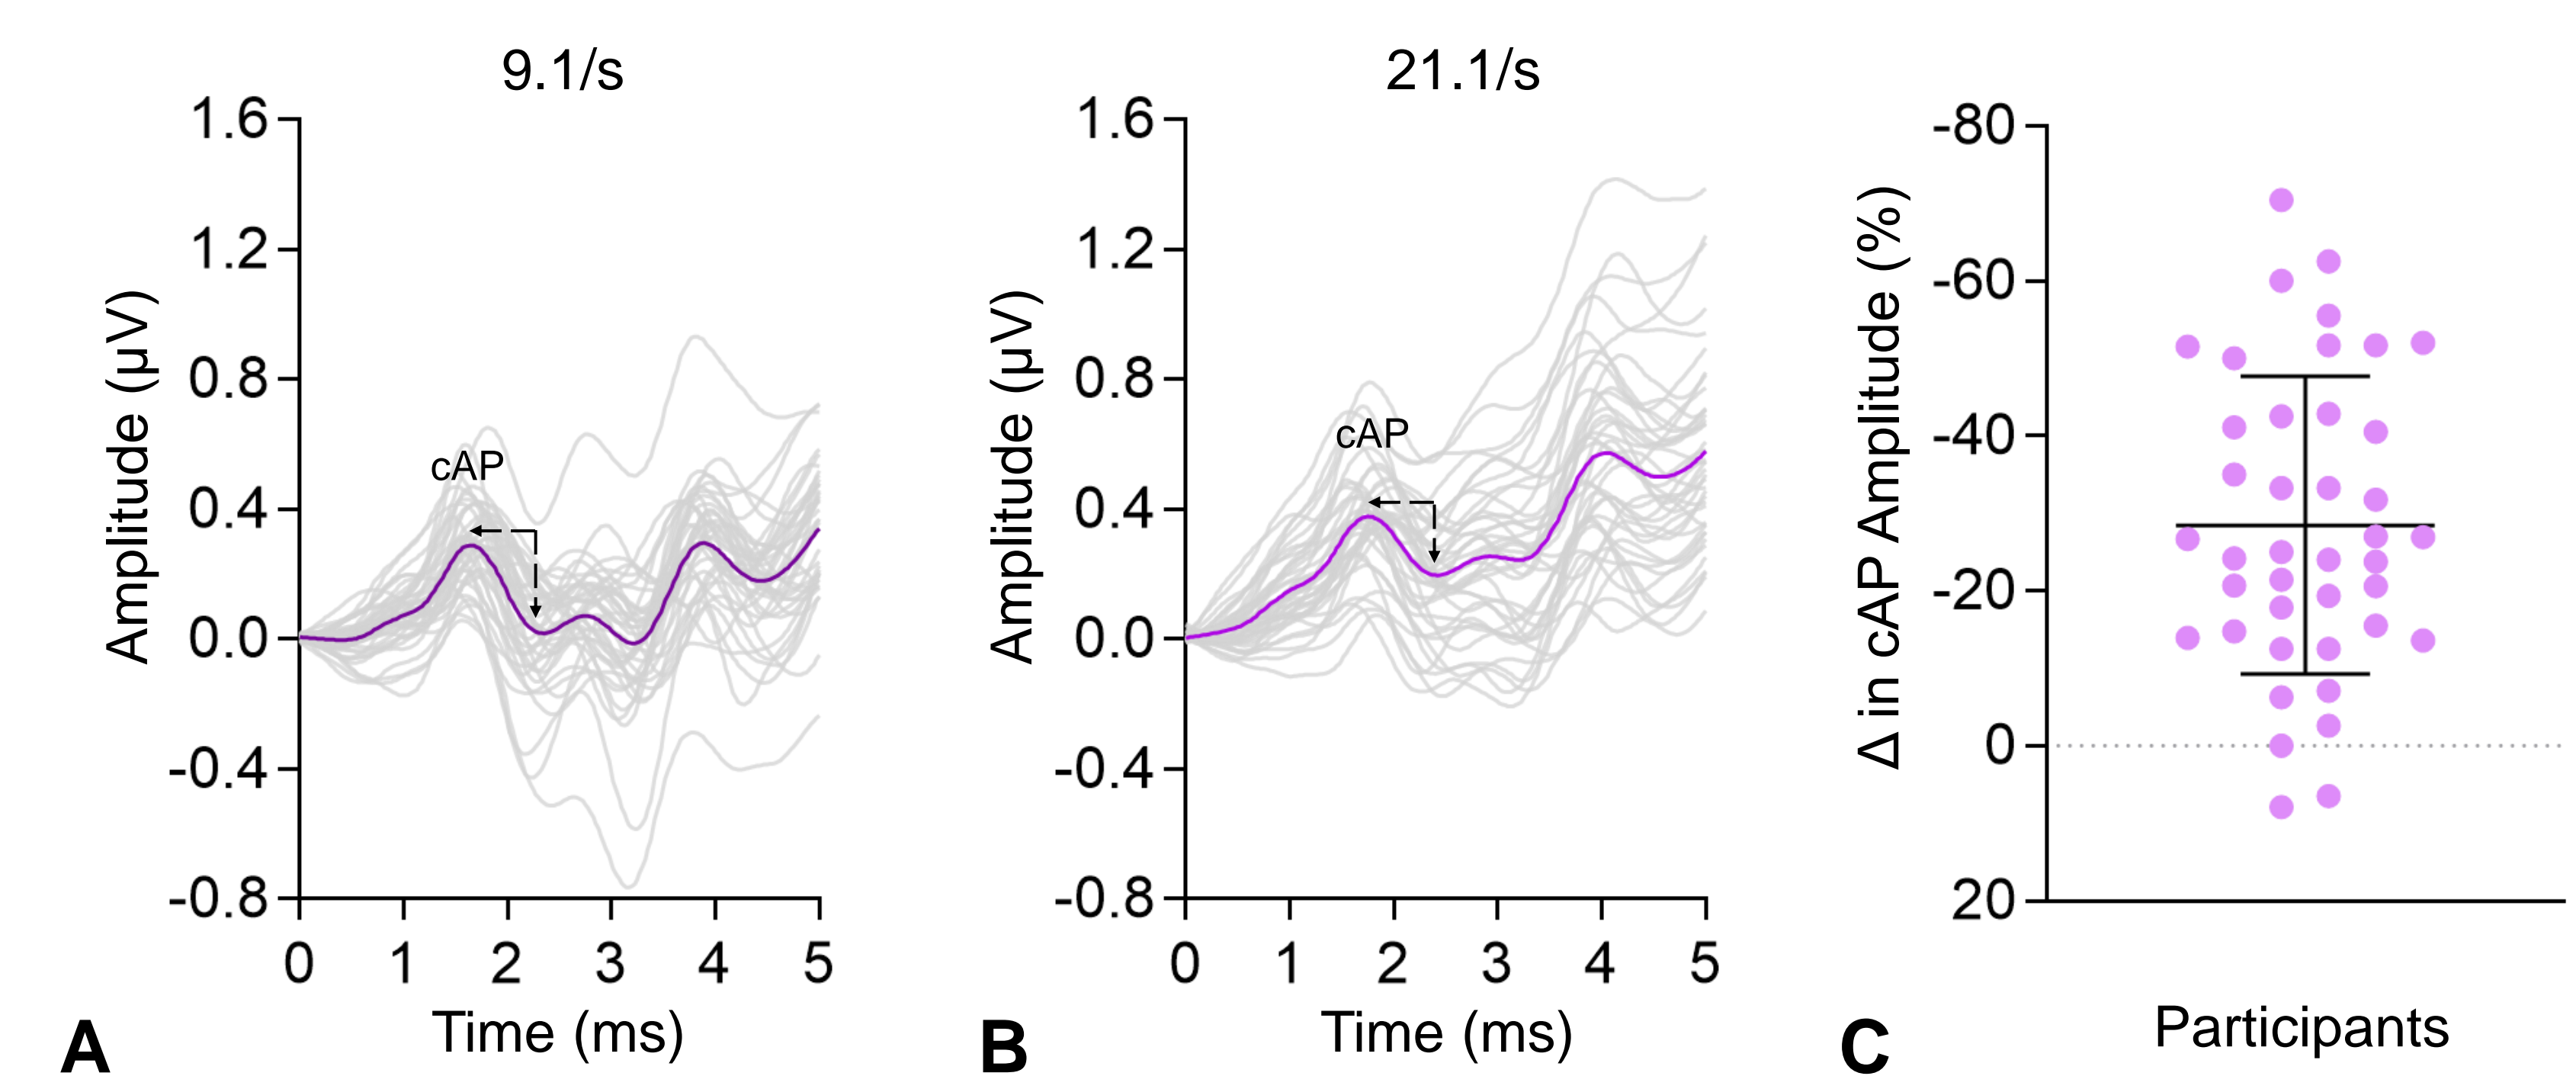 9.1/s
1.6
1.2
0.8
0.4
0.0
-0.4
-0.8
Amplitude (µV)
cAP
0 1 2 3 4 5
Time (ms)
A
21.1/s
1.6
1.2
0.8
0.4
0.0
-0.4
-0.8
Amplitude (µV)
cAP
0 1 2 3 4 5
Time (ms)
B
-80
-60
-40
-20
0
20
Δ in cAP Amplitude (%)
Participants
C